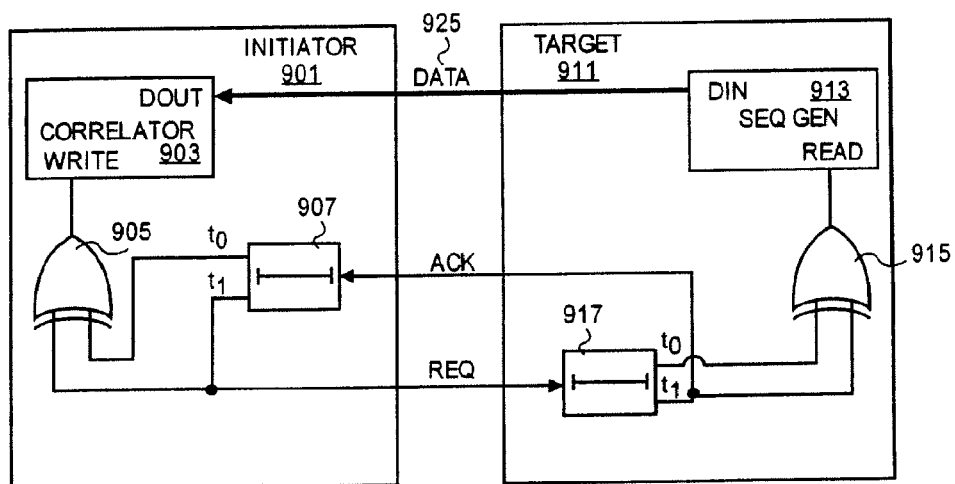 925
INITIATOR
901
DATA
TARGET
911
DOUT
CORRELATOR
WRITE 903
DIN 913
SEQ GEN
READ
905
907
t0
t1
ACK
915
917
t0
t1
REQ